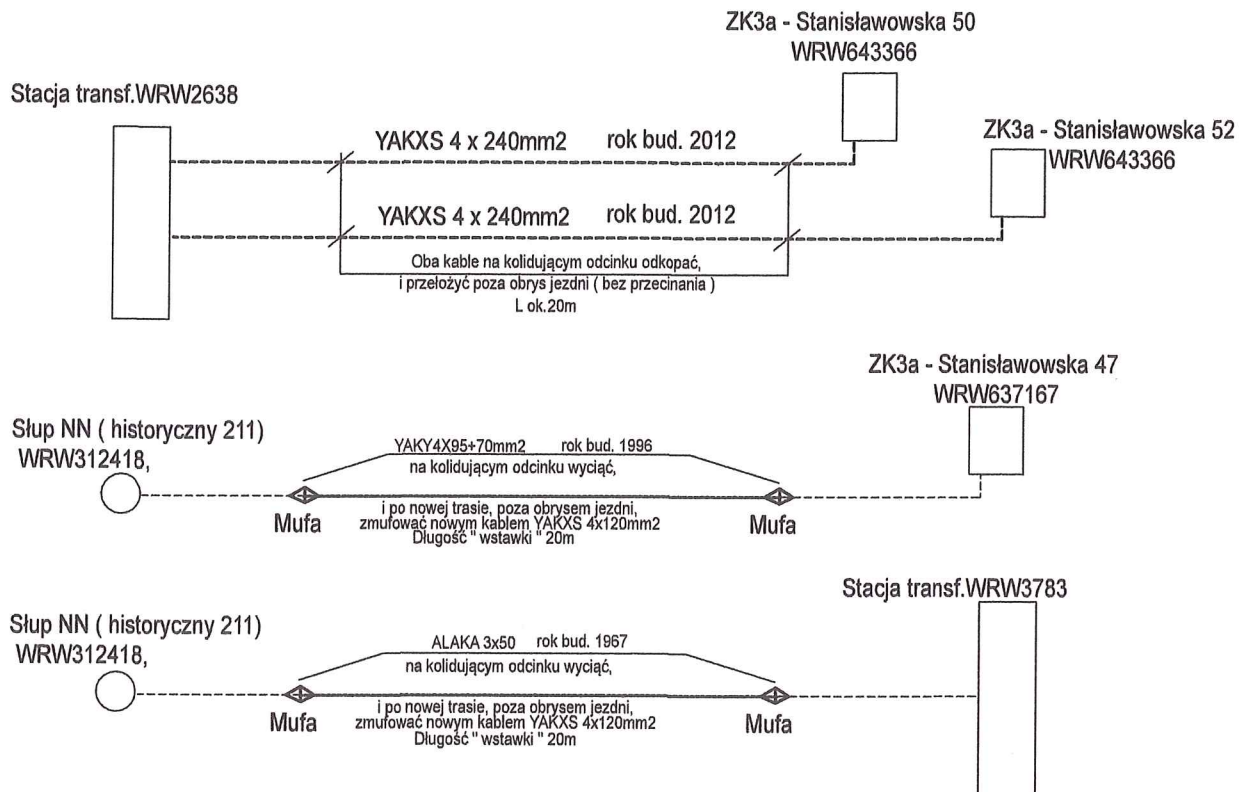 ZK3a - Stanisławowska 50
WRW643366
Stacja transf.WRW2638
ZK3a - Stanisławowska 52
WRW643366
YAKXS 4 x 240mm2 rok bud. 2012
YAKXS 4 x 240mm2 rok bud. 2012
Oba kable na kolidującym odcinku odkopać,
i przełożyć poza obrys jezdni ( bez przecinania )
L ok.20m
ZK3a - Stanisławowska 47
WRW637167
Słup NN ( historyczny 211)
WRW312418,
YAKY4X95+70mm2 rok bud. 1996
na kolidującym odcinku wyciąć,
Mufa
Mufa
i po nowej trasie, poza obrysem jezdni,
zmufować nowym kablem YAKXS 4x120mm2
Długość " wstawki " 20m
Stacja transf.WRW3783
Słup NN ( historyczny 211)
WRW312418,
ALAKA 3x50 rok bud. 1967
na kolidującym odcinku wyciąć,
Mufa
Mufa
i po nowej trasie, poza obrysem jezdni,
zmufować nowym kablem YAKXS 4x120mm2
Długość " wstawki " 20m